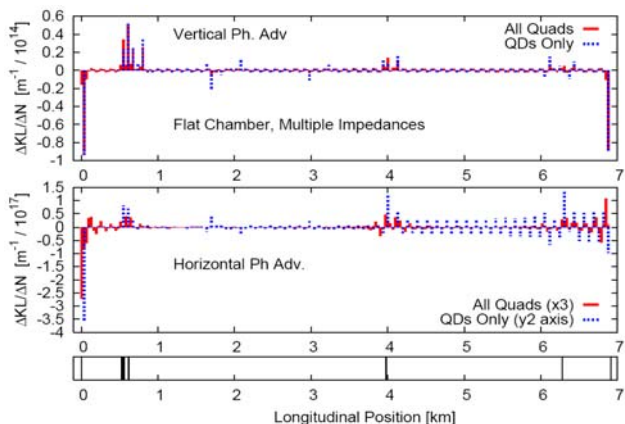 Vertical Ph. Adv
All Quads
QDs Only
ΔKL/ΔN [m⁻¹ / 10¹⁴]
0.6
0.4
0.2
0
-0.2
-0.4
-0.6
-0.8
-1
Flat Chamber, Multiple Impedances
0 1 2 3 4 5 6 7
ΔKL/ΔN [m⁻¹ / 10¹⁷]
1.5
1
0.5
0
-0.5
-1
-1.5
-2
-2.5
-3
-3.5
-4
Horizontal Ph Adv.
All Quads (x3)
QDs Only (y2 axis)
0 1 2 3 4 5 6 7
0 1 2 3 4 5 6 7
Longitudinal Position [km]